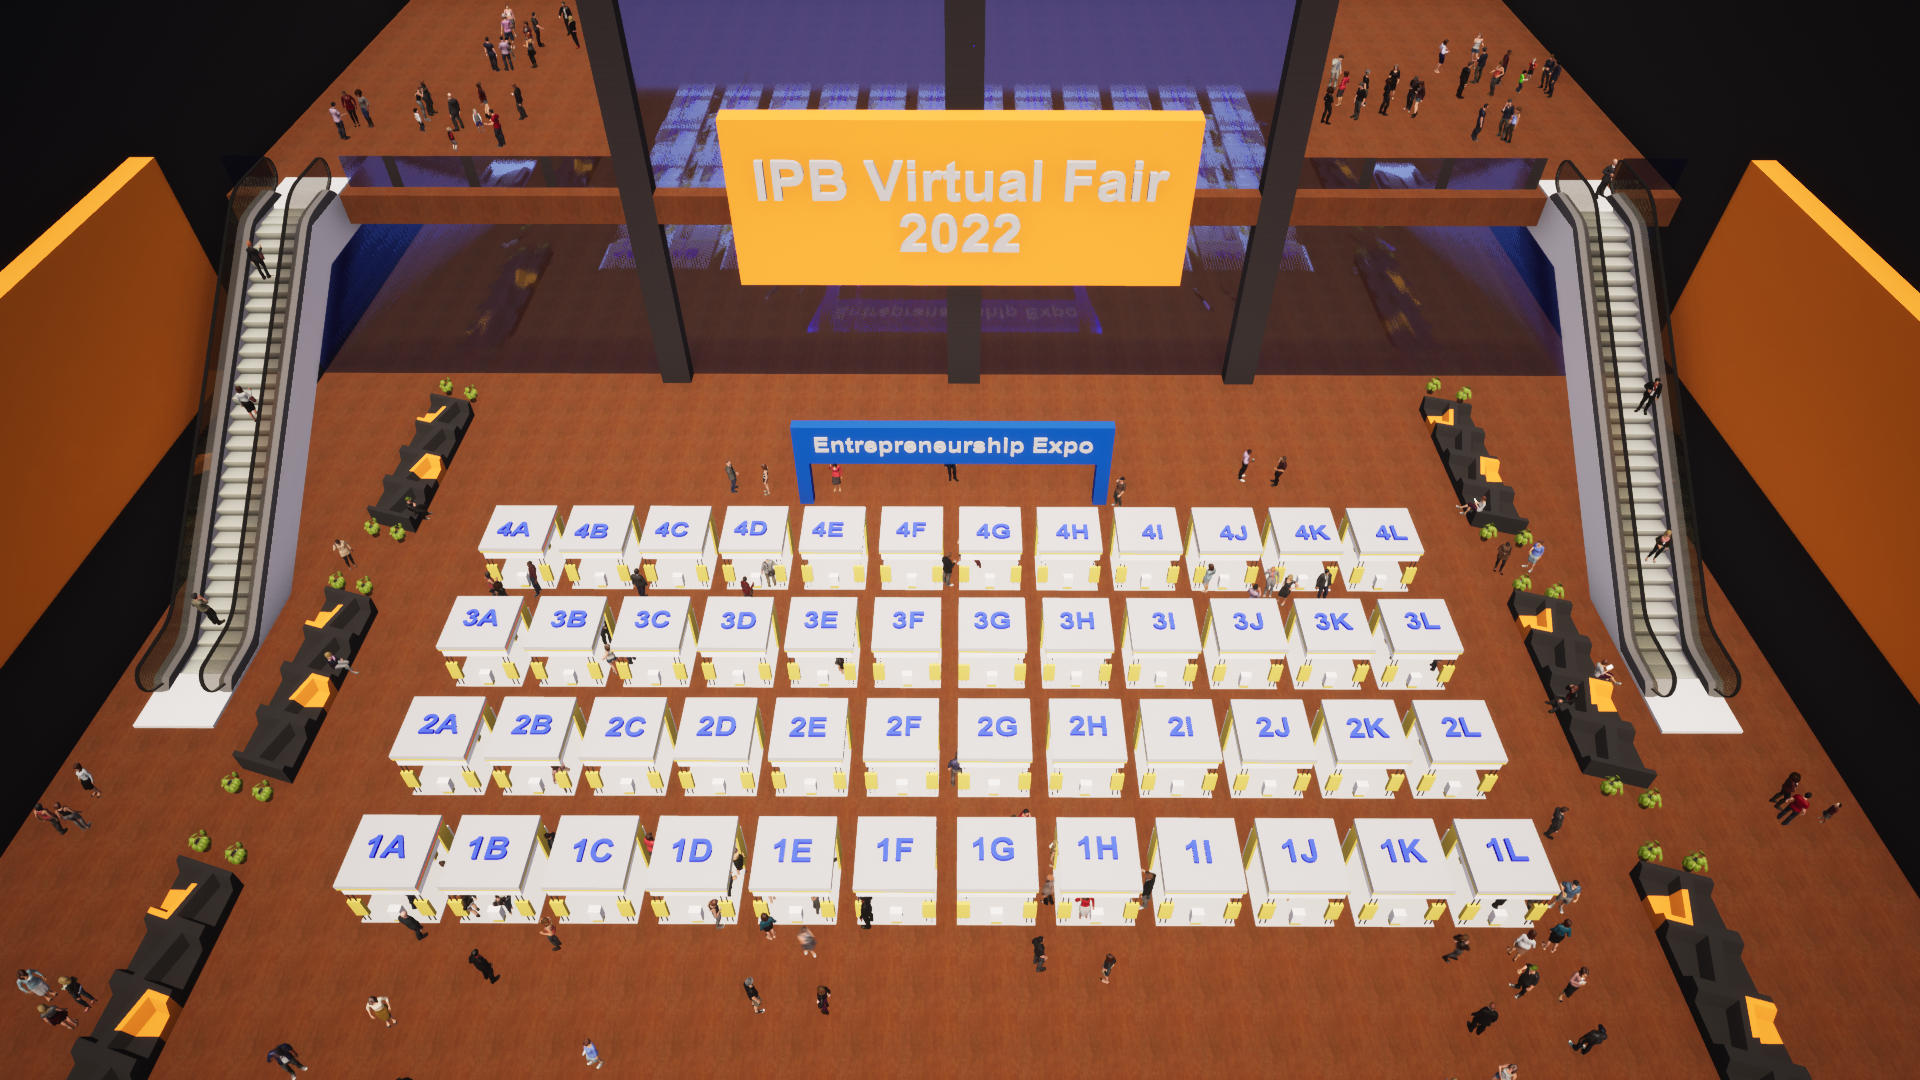 IPB Virtual Fair
2022
Entrepreneurship Expo
4A 4B 4C 4D 4E 4F 4G 4H 4I 4J 4K 4L
3A 3B 3C 3D 3E 3F 3G 3H 3I 3J 3K 3L
2A 2B 2C 2D 2E 2F 2G 2H 2I 2J 2K 2L
1A 1B 1C 1D 1E 1F 1G 1H 1I 1J 1K 1L